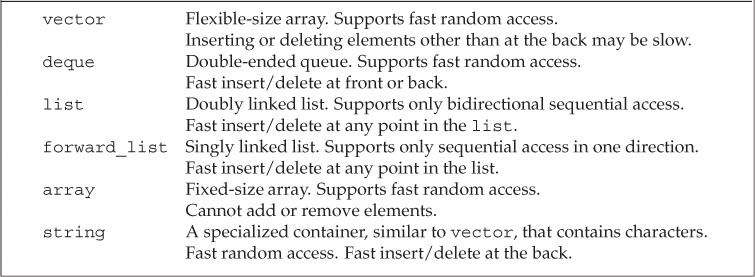 vector Flexible-size array. Supports fast random access.
Inserting or deleting elements other than at the back may be slow.
deque Double-ended queue. Supports fast random access.
Fast insert/delete at front or back.
list Doubly linked list. Supports only bidirectional sequential access.
Fast insert/delete at any point in the list.
forward_list Singly linked list. Supports only sequential access in one direction.
Fast insert/delete at any point in the list.
array Fixed-size array. Supports fast random access.
Cannot add or remove elements.
string A specialized container, similar to vector, that contains characters.
Fast random access. Fast insert/delete at the back.